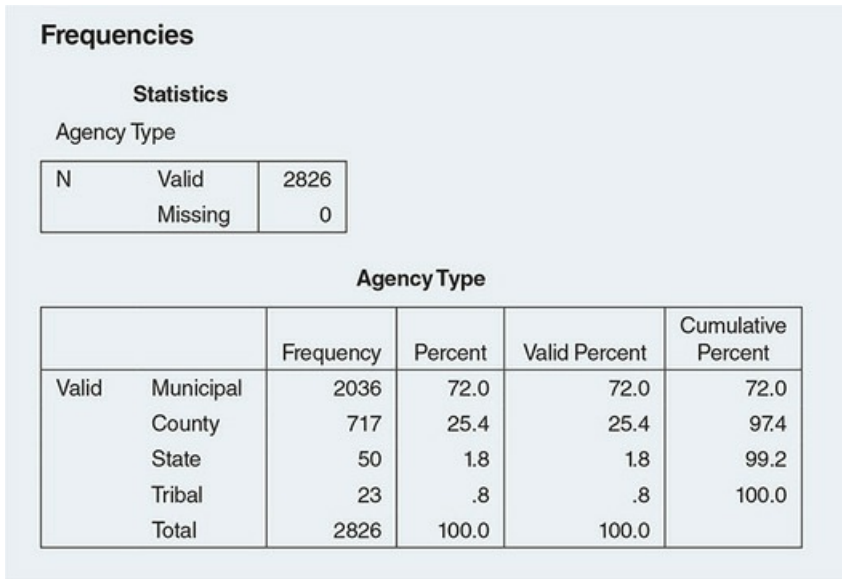 Frequencies
Statistics
Agency Type
N Valid 2826
Missing 0
Agency Type
Frequency Percent Valid Percent Cumulative Percent
Valid Municipal 2036 72.0 72.0 72.0
County 717 25.4 25.4 97.4
State 50 1.8 1.8 99.2
Tribal 23 .8 .8 100.0
Total 2826 100.0 100.0